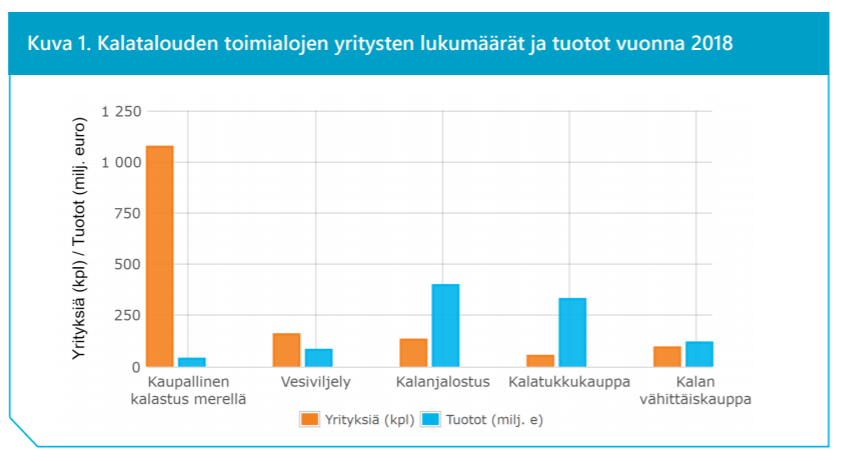 Kuva 1. Kalatalouden toimialojen yritysten lukumäärät ja tuotot vuonna 2018
Yrityksiä (kpl) / Tuotot (milj. euro)
1 250
1 000
750
500
250
0
Kaupallinen
kalastus merellä
Vesiviljely
Kalanjalostus
Kalatukkukauppa
Kalan
vähittäiskauppa
Yrityksiä (kpl)
Tuotot (milj. e)